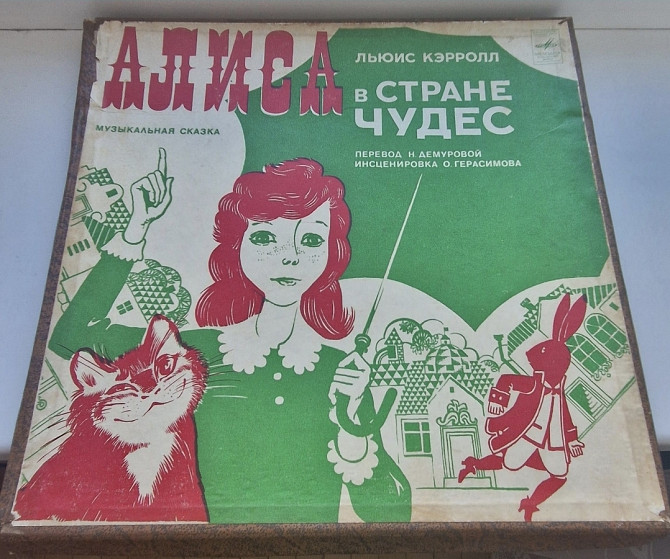 АЛИСА
ЛЬЮИС КЭРРОЛЛ
В СТРАНЕ
ЧУДЕС
МУЗЫКАЛЬНАЯ СКАЗКА
ПЕРЕВОД Н ДЕМУРОВОЙ
ИНСЦЕНИРОВКА О. ГЕРАСИМОВА